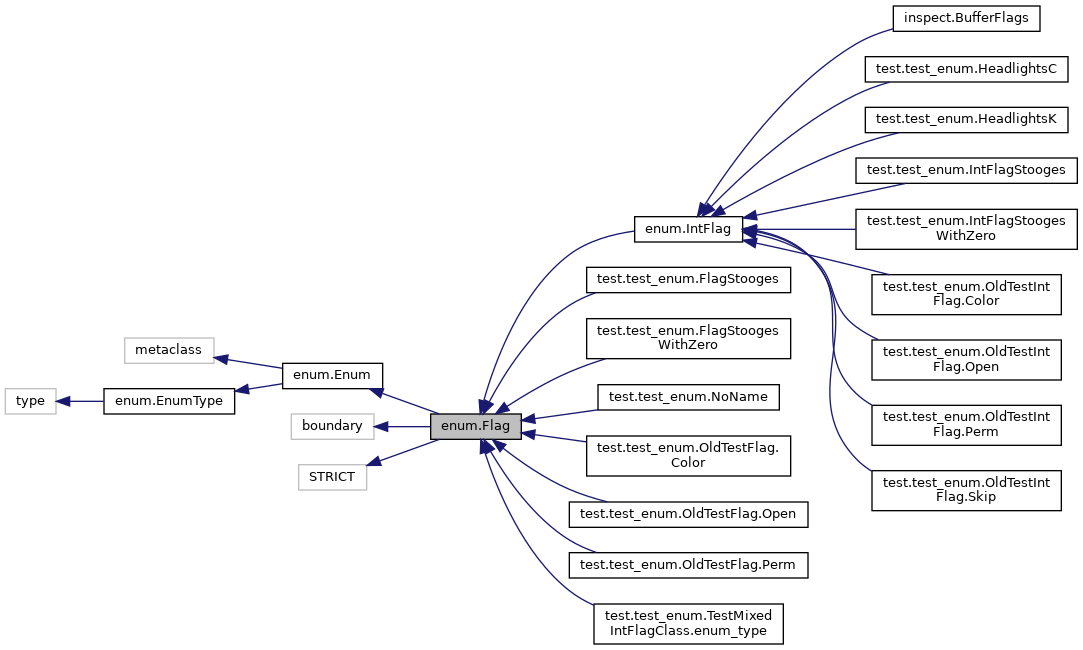 inspect.BufferFlags
test.test_enum.HeadlightsC
test.test_enum.HeadlightsK
test.test_enum.IntFlagStooges
test.test_enum.IntFlagStooges
WithZero
enum.IntFlag
test.test_enum.FlagStooges
test.test_enum.OldTestInt
Flag.Color
test.test_enum.FlagStooges
WithZero
test.test_enum.OldTestInt
Flag.Open
metaclass
enum.Enum
type
enum.EnumType
test.test_enum.NoName
test.test_enum.OldTestInt
Flag.Perm
boundary
enum.Flag
test.test_enum.OldTestFlag.
Color
STRICT
test.test_enum.OldTestInt
Flag.Skip
test.test_enum.OldTestFlag.Open
test.test_enum.OldTestFlag.Perm
test.test_enum.TestMixed
IntFlagClass.enum_type